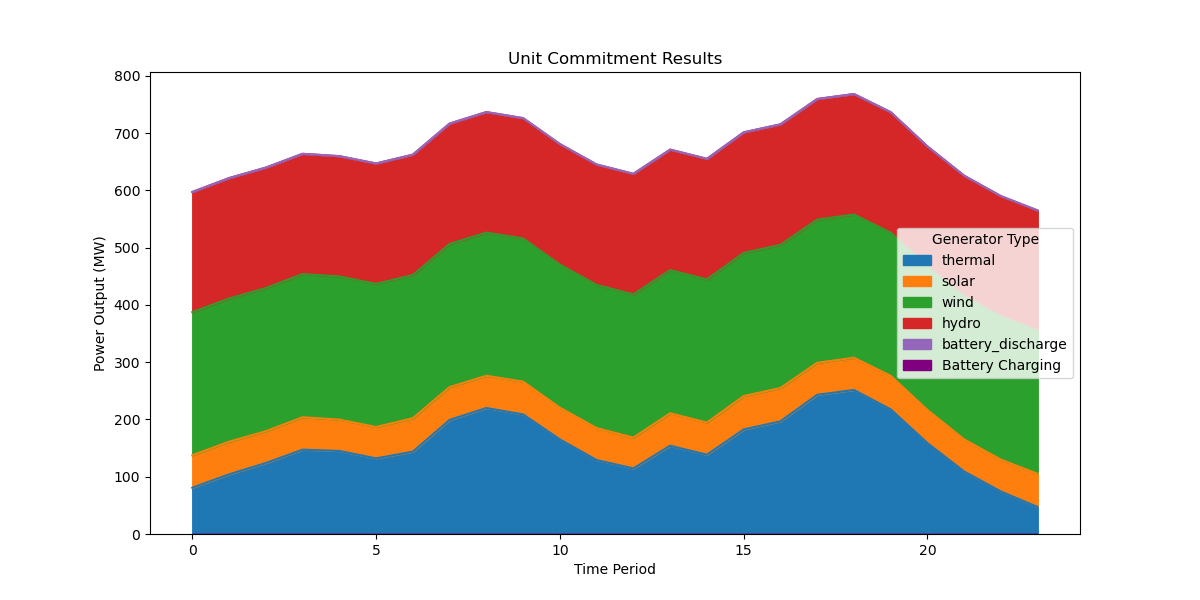 Unit Commitment Results
Power Output (MW)
800
700
600
500
400
300
200
100
0
0 5 10 15 20
Time Period
Generator Type
thermal
solar
wind
hydro
battery_discharge
Battery Charging